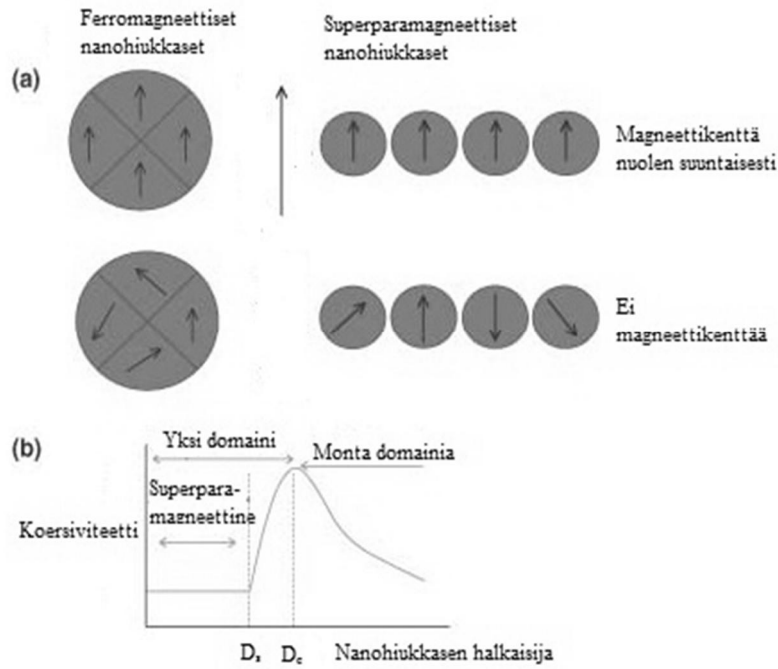 Ferromagneettiset
nanohiukkaset
Superparamagneettiset
nanohiukkaset
(a)
Magneettikenttä
nuolen suuntaisesti
Ei
magneettikenttää
(b)
Yksi domaini
Monta domainia
Superpara-
magneettine
Koersiviteetti
Ds
Dc
Nanohiukkasen halkaisija